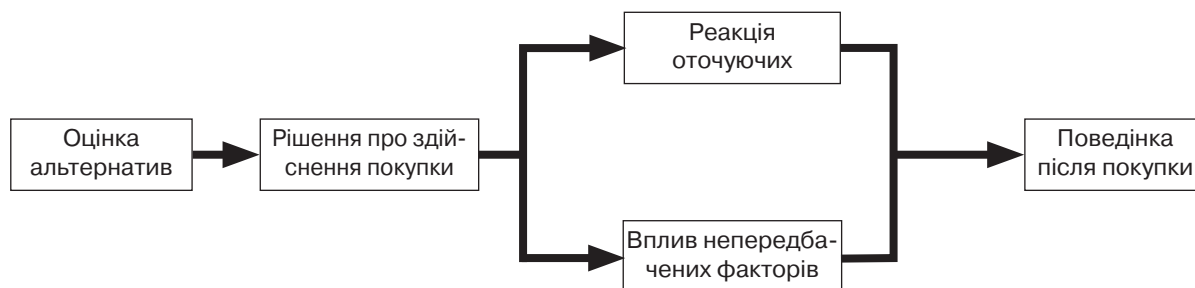 Оцінка
альтернатив
Рішення про здій-
снення покупки
Реакція
оточуючих
Вплив непередба-
чених факторів
Поведінка
після покупки